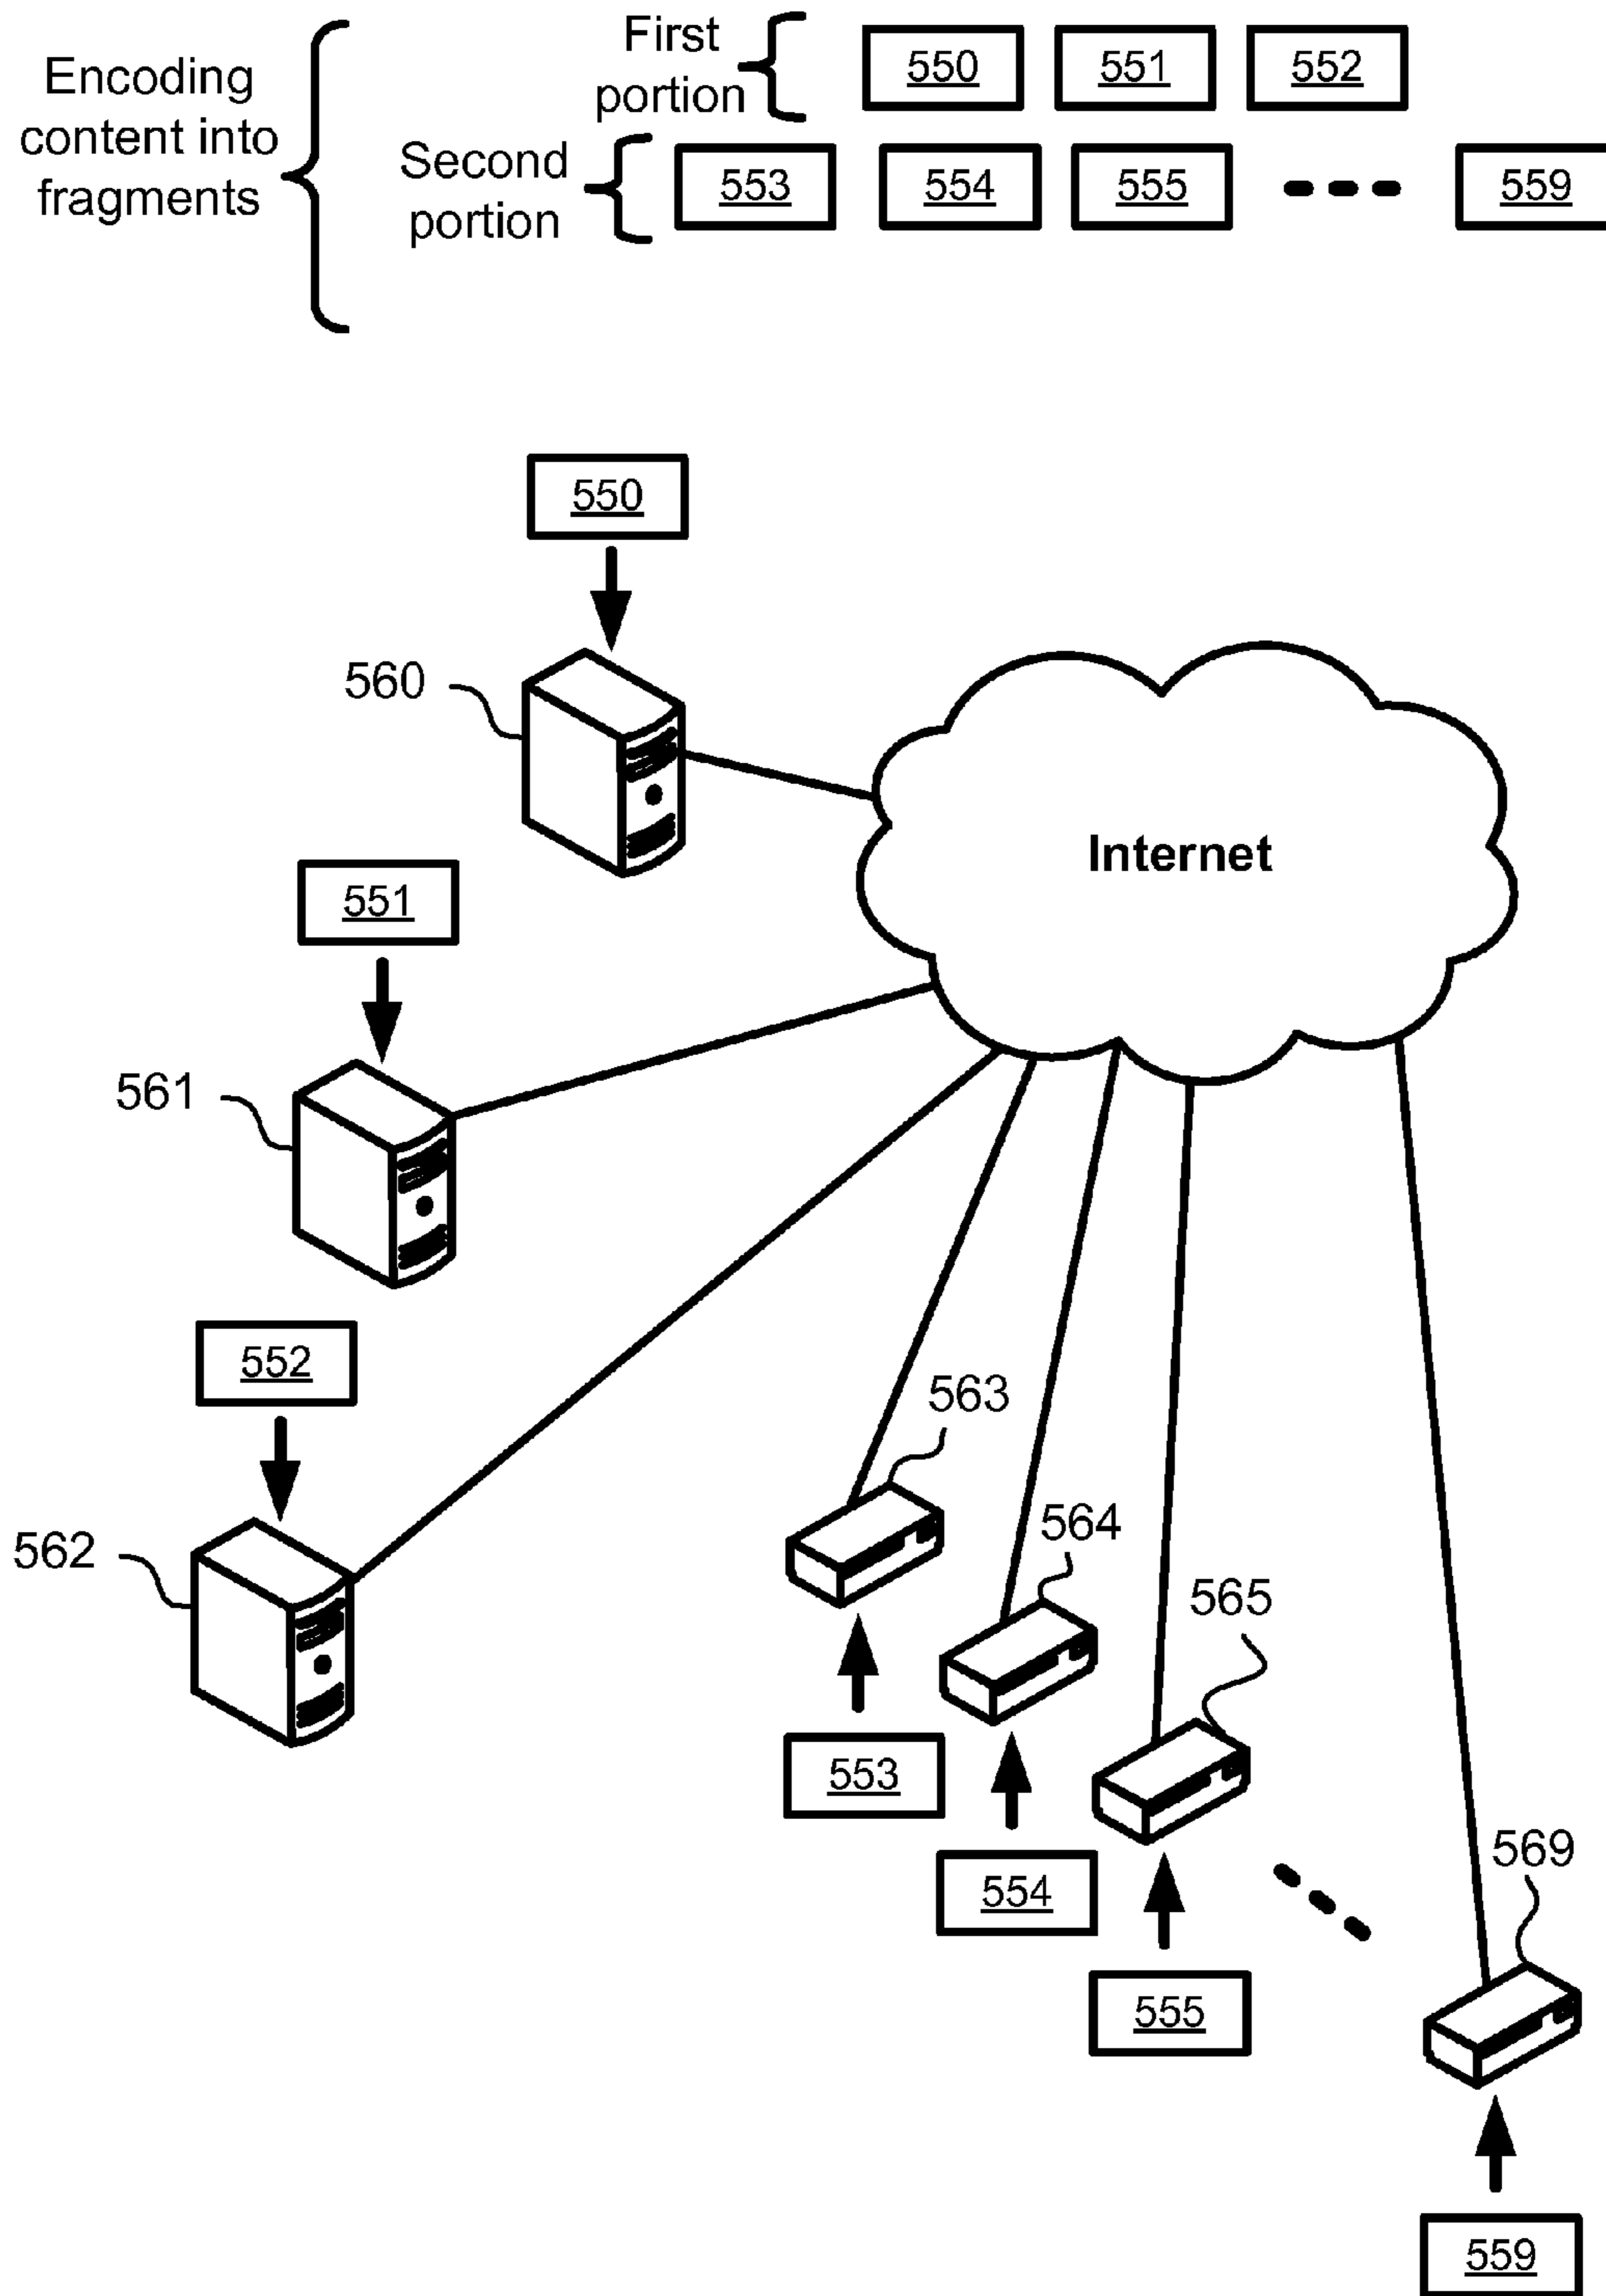 Encoding
content into
fragments
First
portion
550 551 552
Second
portion
553 554 555 559
550
560
Internet
551
561
552
562
563
564
565
553
554
569
555
559